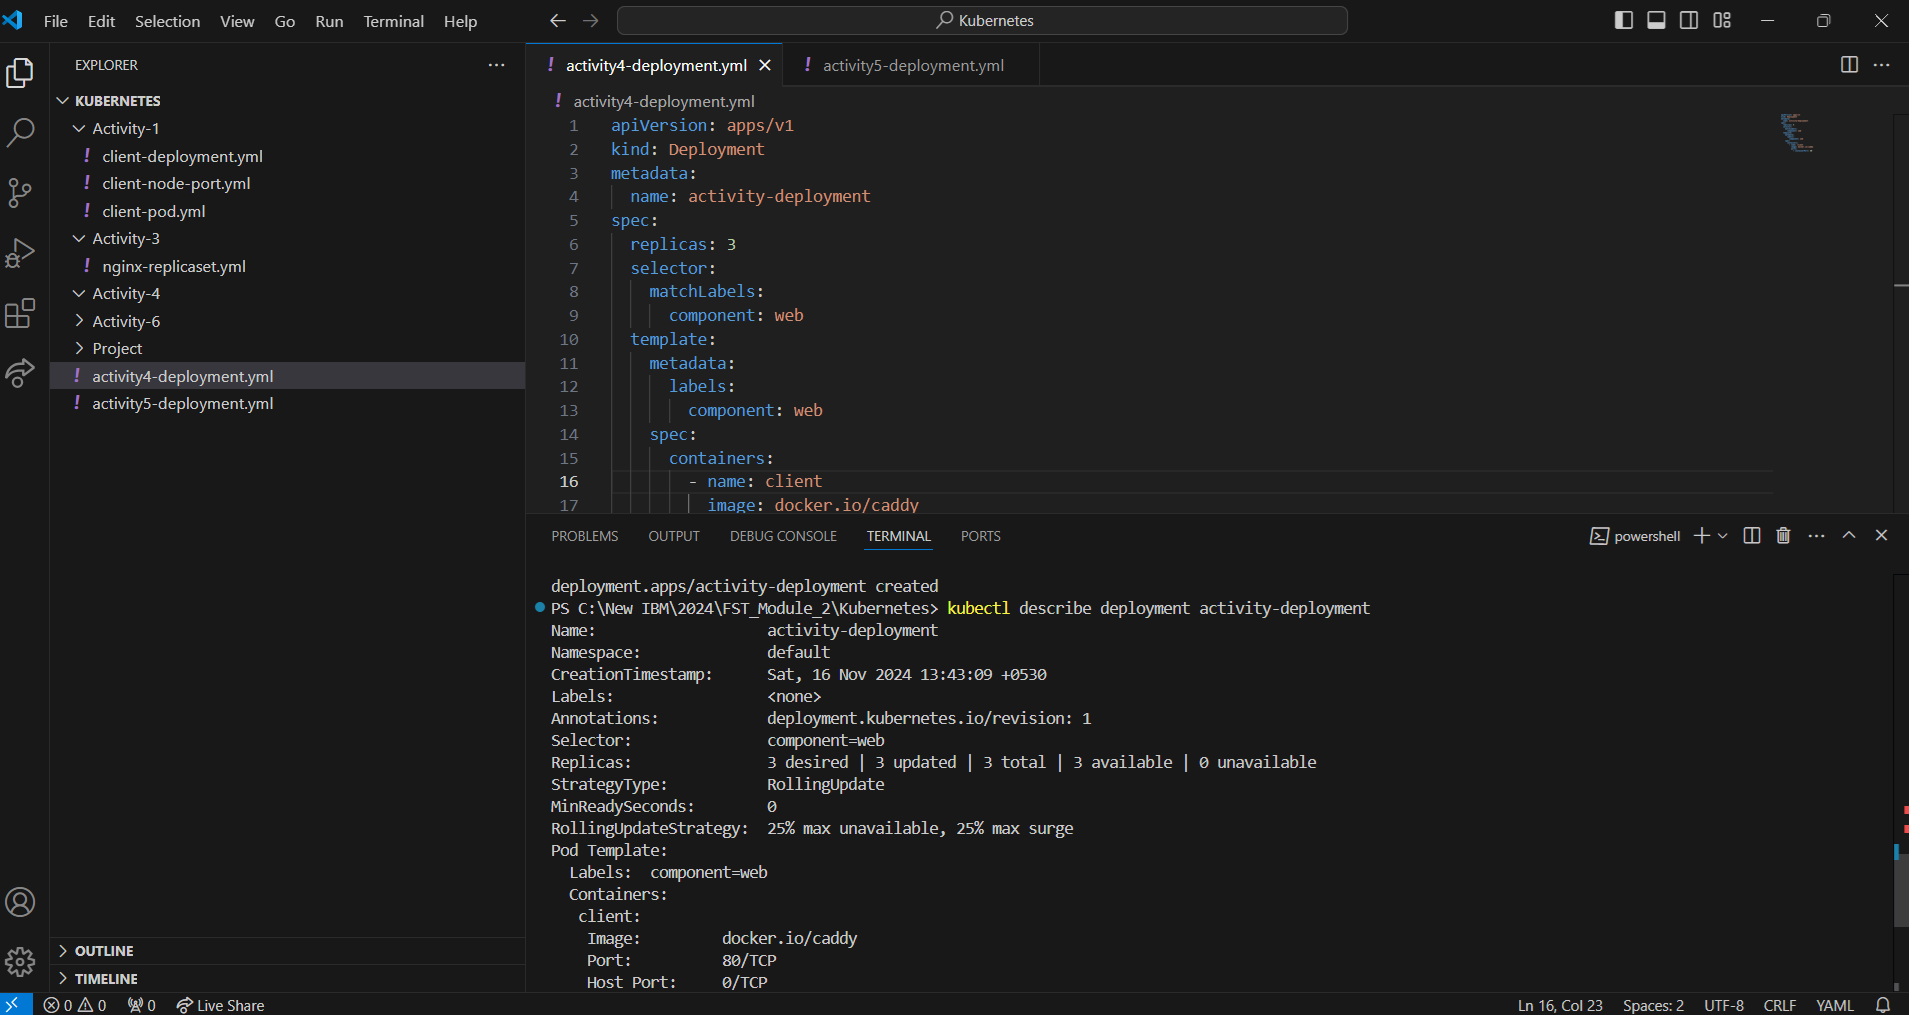 File Edit Selection View Go Run Terminal Help
Kubernetes
EXPLORER
KUBERNETES
Activity-1
! client-deployment.yml
! client-node-port.yml
! client-pod.yml
Activity-3
! nginx-replicaset.yml
Activity-4
Activity-6
Project
! activity4-deployment.yml
! activity5-deployment.yml
OUTLINE
TIMELINE
! activity4-deployment.yml
! activity5-deployment.yml
! activity4-deployment.yml
1 apiVersion: apps/v1
2 kind: Deployment
3 metadata:
4 name: activity-deployment
5 spec:
6 replicas: 3
7 selector:
8 matchLabels:
9 component: web
10 template:
11 metadata:
12 labels:
13 component: web
14 spec:
15 containers:
16 - name: client
17 image: docker.io/caddy
PROBLEMS OUTPUT DEBUG CONSOLE TERMINAL PORTS
powershell
deployment.apps/activity-deployment created
PS C:\New IBM\2024\FST_Module_2\Kubernetes> kubectl describe deployment activity-deployment
Name: activity-deployment
Namespace: default
CreationTimestamp: Sat, 16 Nov 2024 13:43:09 +0530
Labels: <none>
Annotations: deployment.kubernetes.io/revision: 1
Selector: component=web
Replicas: 3 desired | 3 updated | 3 total | 3 available | 0 unavailable
StrategyType: RollingUpdate
MinReadySeconds: 0
RollingUpdateStrategy: 25% max unavailable, 25% max surge
Pod Template:
Labels: component=web
Containers:
client:
Image: docker.io/caddy
Port: 80/TCP
Host Port: 0/TCP
0 0 0 Live Share
Ln 16, Col 23 Spaces: 2 UTF-8 CRLF YAML